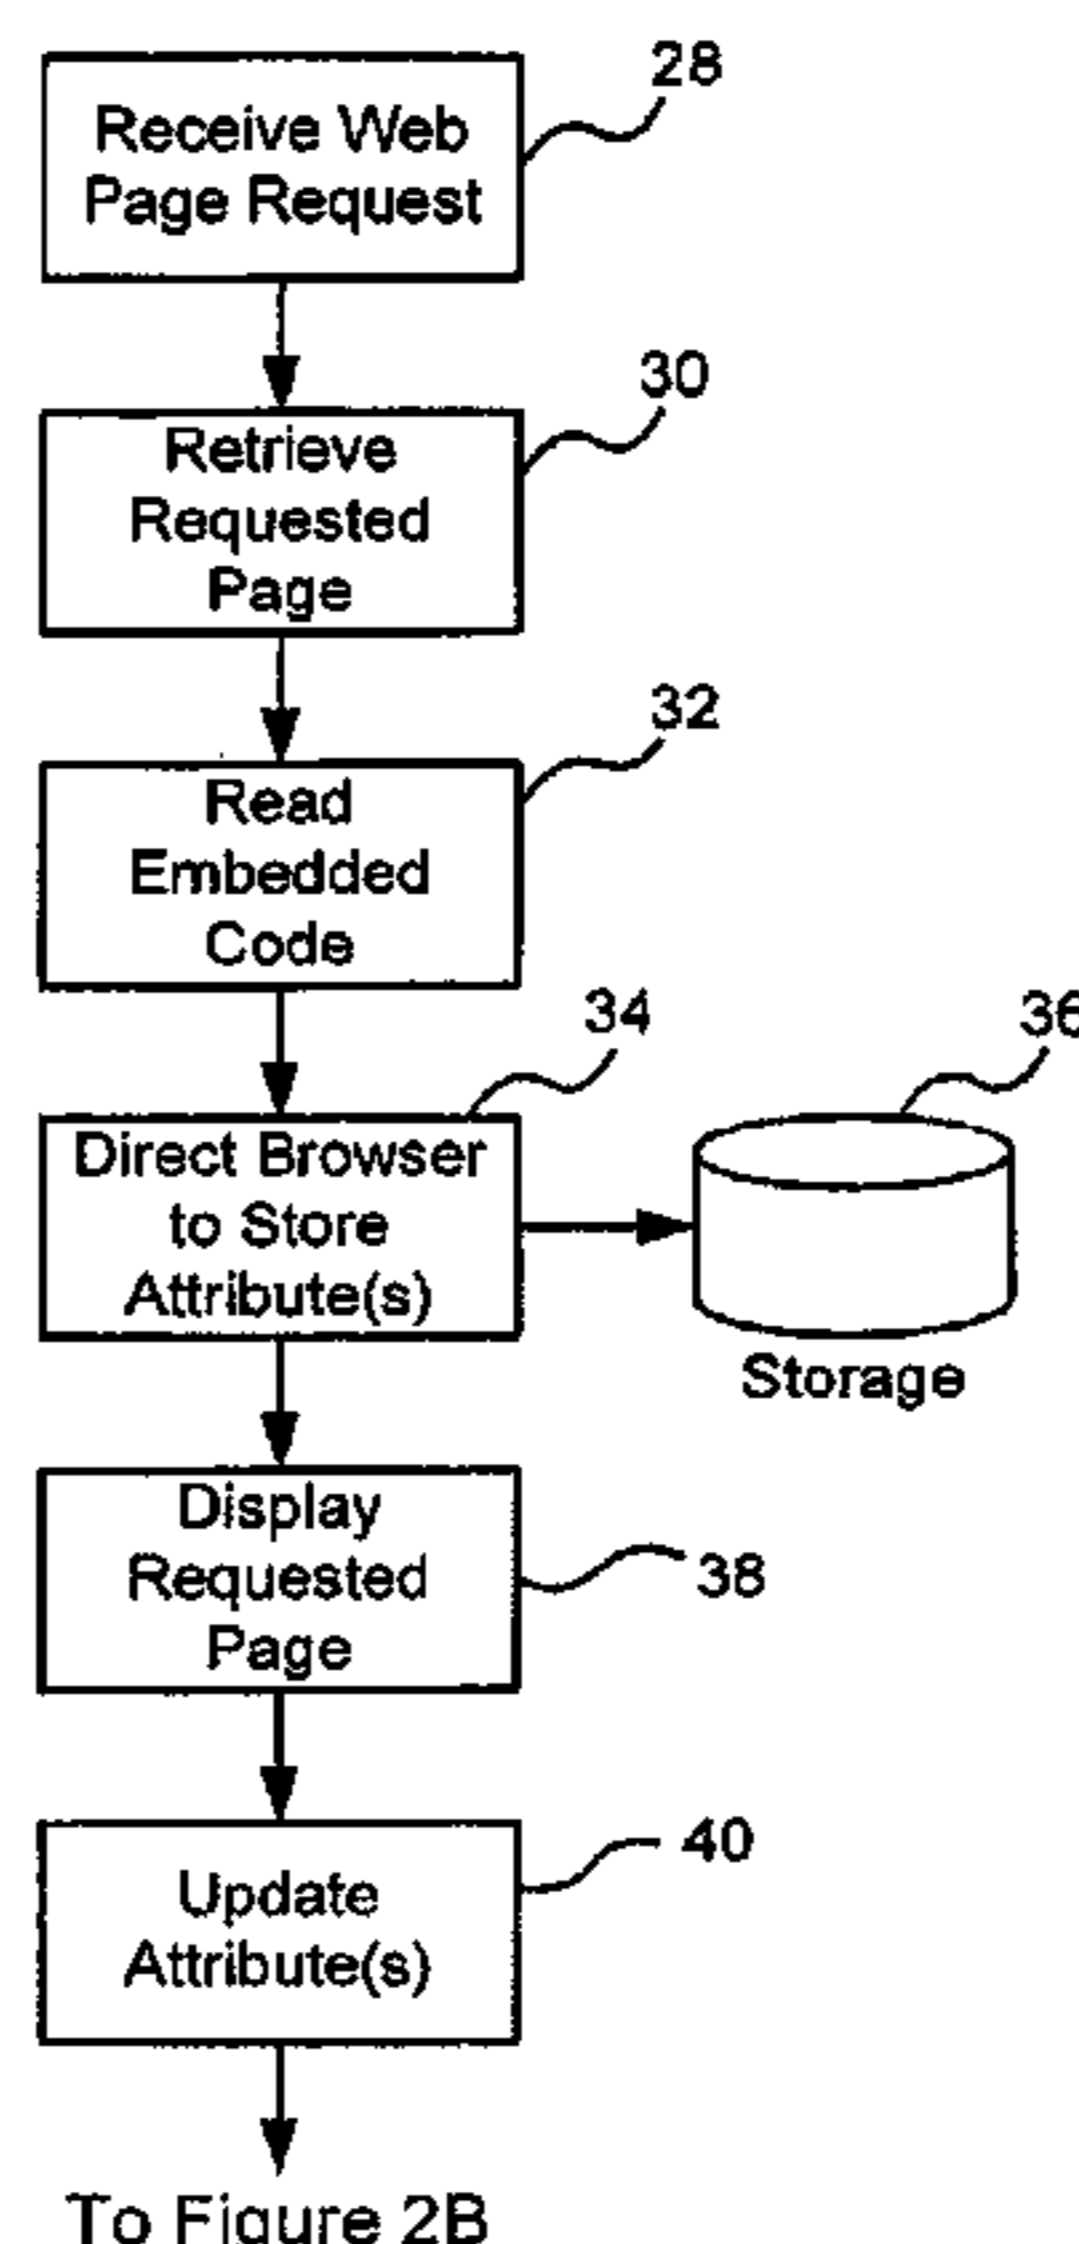 28
Receive Web
Page Request
30
Retrieve
Requested
Page
32
Read
Embedded
Code
34
36
Direct Browser
to Store
Attribute(s)
Storage
Display
Requested
Page
38
40
Update
Attribute(s)
To Figure 2B